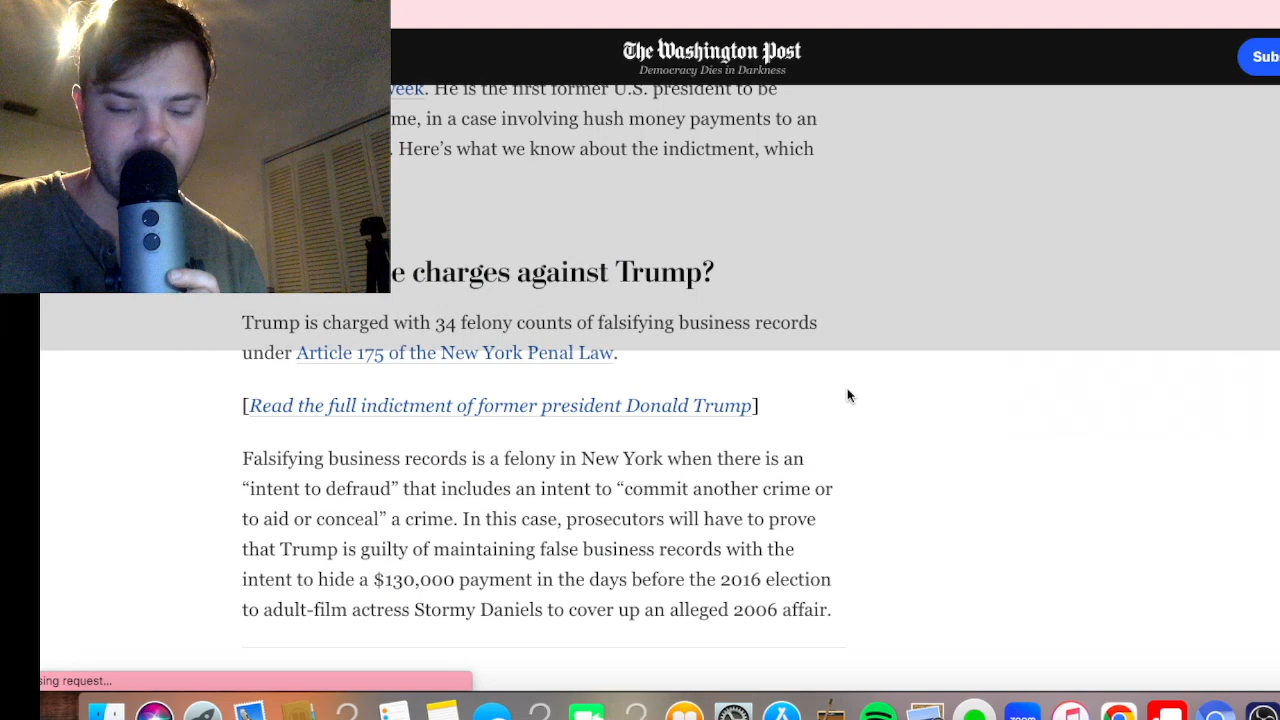 The Washington Post
Democracy Dies in Darkness
Sub
week. He is the first former U.S. president to be
me, in a case involving hush money payments to an
. Here's what we know about the indictment, which
e charges against Trump?
Trump is charged with 34 felony counts of falsifying business records
under Article 175 of the New York Penal Law.
[Read the full indictment of former president Donald Trump]
Falsifying business records is a felony in New York when there is an
“intent to defraud” that includes an intent to “commit another crime or
to aid or conceal” a crime. In this case, prosecutors will have to prove
that Trump is guilty of maintaining false business records with the
intent to hide a $130,000 payment in the days before the 2016 election
to adult-film actress Stormy Daniels to cover up an alleged 2006 affair.
sing request...
zoom